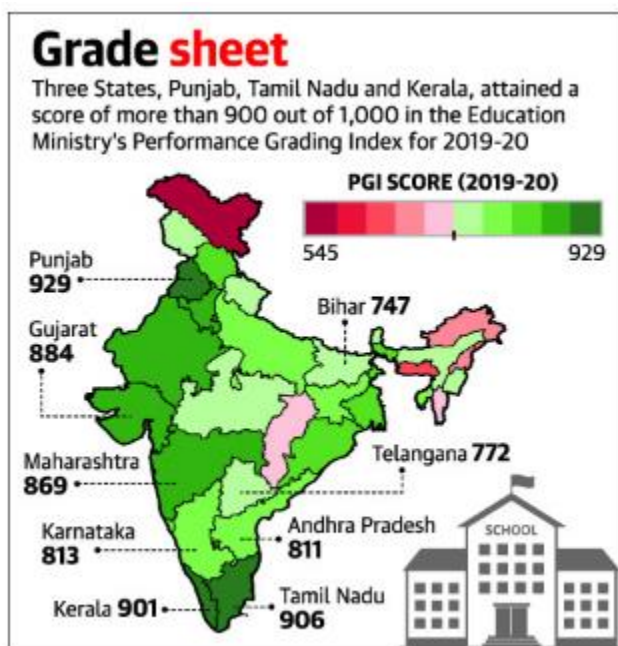 Grade sheet
Three States, Punjab, Tamil Nadu and Kerala, attained a
score of more than 900 out of 1,000 in the Education
Ministry's Performance Grading Index for 2019-20
PGI SCORE (2019-20)
545 929
Punjab
929
Bihar 747
Gujarat
884
Maharashtra
869
Telangana 772
Karnataka
813
Andhra Pradesh
811
SCHOOL
Kerala 901
Tamil Nadu
906